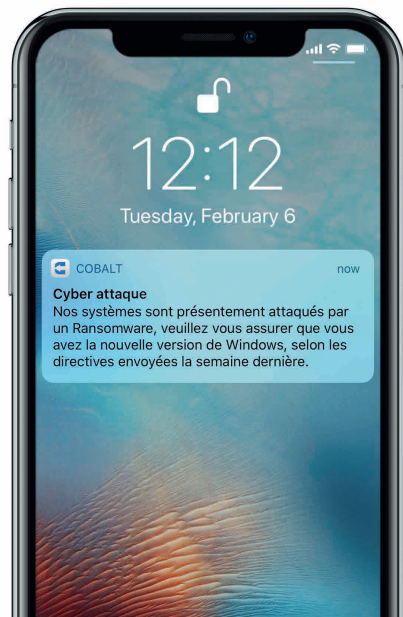 12:12
Tuesday, February 6
COBALT
now
Cyber attaque
Nos systèmes sont présentement attaqués par
un Ransomware, veuillez vous assurer que vous
avez la nouvelle version de Windows, selon les
directives envoyées la semaine dernière.